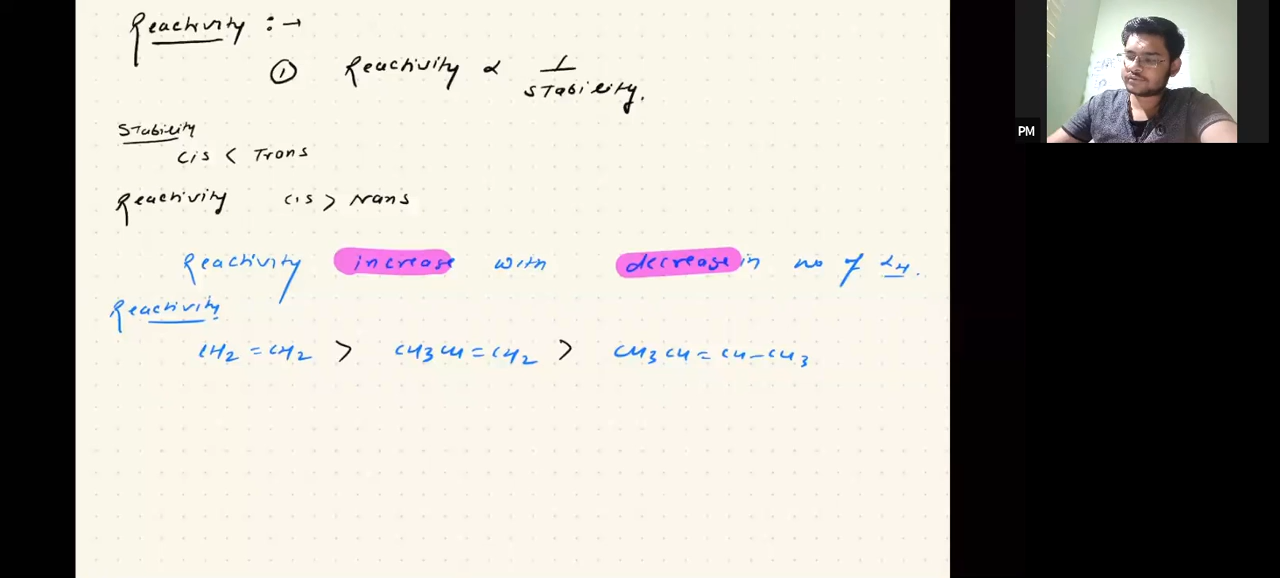 Reactivity :→
① Reactivity ∝ 1/stability.
Stability
cis < Trans
Reactivity cis > trans
Reactivity increase with decrease in no of αH.
Reactivity
CH2=CH2 > CH3CH=CH2 > CH3CH=CH-CH3
PM